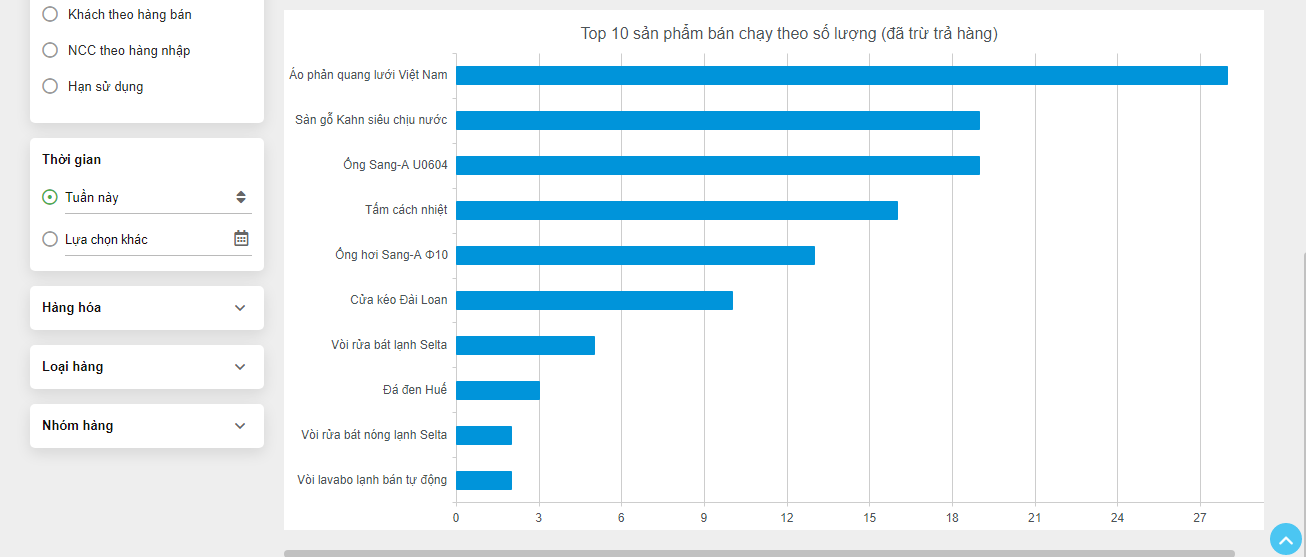 Khách theo hàng bán
NCC theo hàng nhập
Hạn sử dụng
Thời gian
Tuần này
Lựa chọn khác
Hàng hóa
Loại hàng
Nhóm hàng
Top 10 sản phẩm bán chạy theo số lượng (đã trừ trả hàng)
Áo phản quang lưới Việt Nam
Sàn gỗ Kahn siêu chịu nước
Ống Sang-A U0604
Tấm cách nhiệt
Ống hơi Sang-A Φ10
Cửa kéo Đài Loan
Vòi rửa bát lạnh Selta
Đá đen Huế
Vòi rửa bát nóng lạnh Selta
Vòi lavabo lạnh bán tự động
0 3 6 9 12 15 18 21 24 27